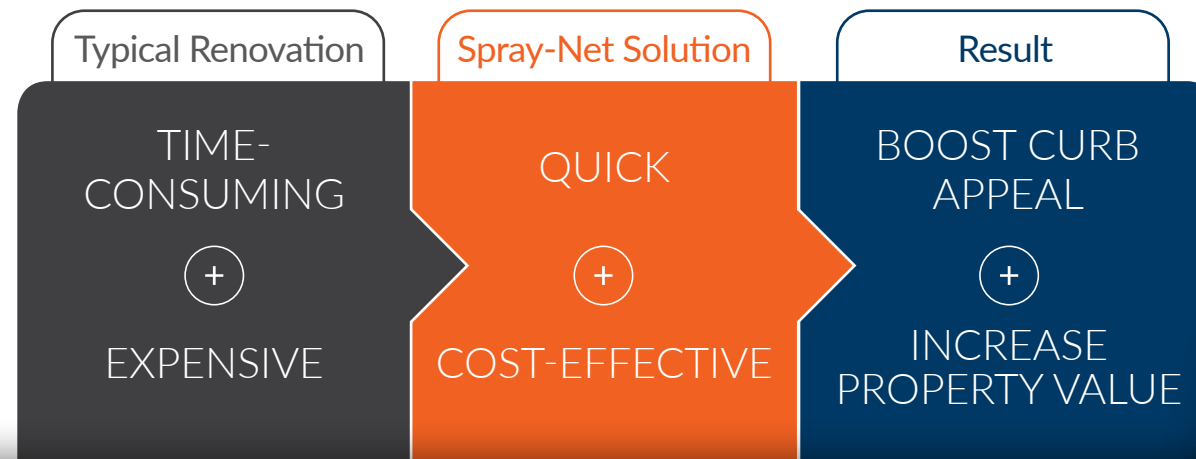 Typical Renovation
TIME-
CONSUMING
+
EXPENSIVE
Spray-Net Solution
QUICK
+
COST-EFFECTIVE
Result
BOOST CURB
APPEAL
+
INCREASE
PROPERTY VALUE